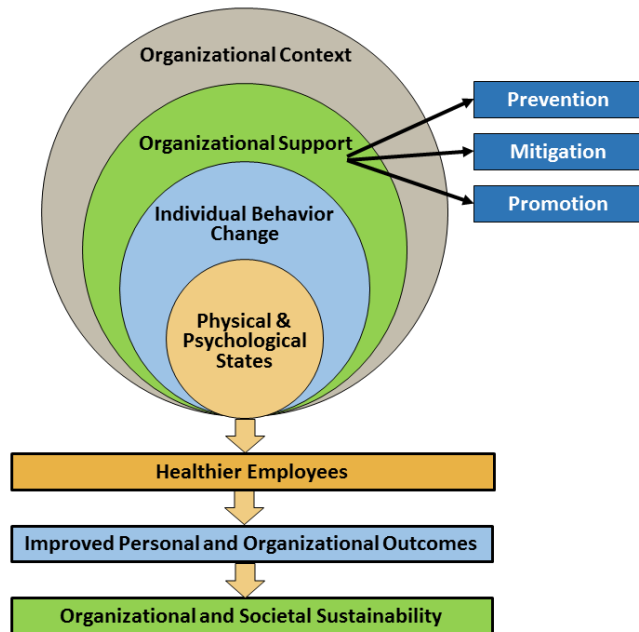 Organizational Context
Prevention
Organizational Support
Mitigation
Promotion
Individual Behavior
Change
Physical &
Psychological
States
Healthier Employees
Improved Personal and Organizational Outcomes
Organizational and Societal Sustainability